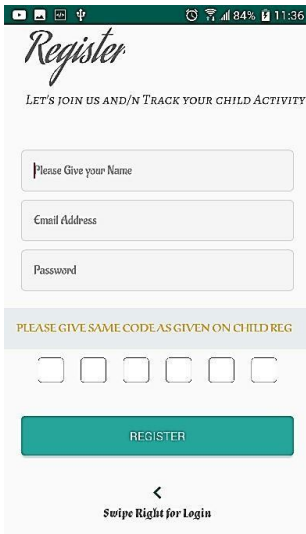 84% 11:36
Register
LET'S JOIN US AND/N TRACK YOUR CHILD ACTIVITY
Please Give your Name
Email Address
Password
PLEASE GIVE SAME CODE AS GIVEN ON CHILD REG
REGISTER
Swipe Right for Login